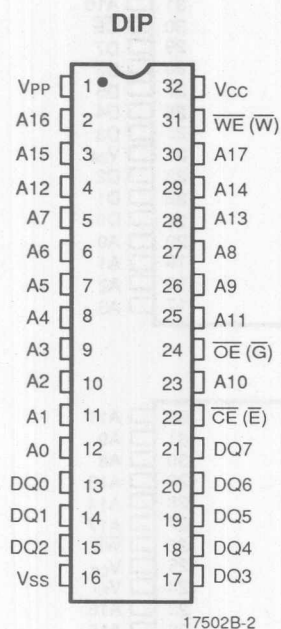 DIP
VPP 1 32 VCC
A16 2 31 WE (W)
A15 3 30 A17
A12 4 29 A14
A7 5 28 A13
A6 6 27 A8
A5 7 26 A9
A4 8 25 A11
A3 9 24 OE (G)
A2 10 23 A10
A1 11 22 CE (E)
A0 12 21 DQ7
DQ0 13 20 DQ6
DQ1 14 19 DQ5
DQ2 15 18 DQ4
VSS 16 17 DQ3
17502B-2